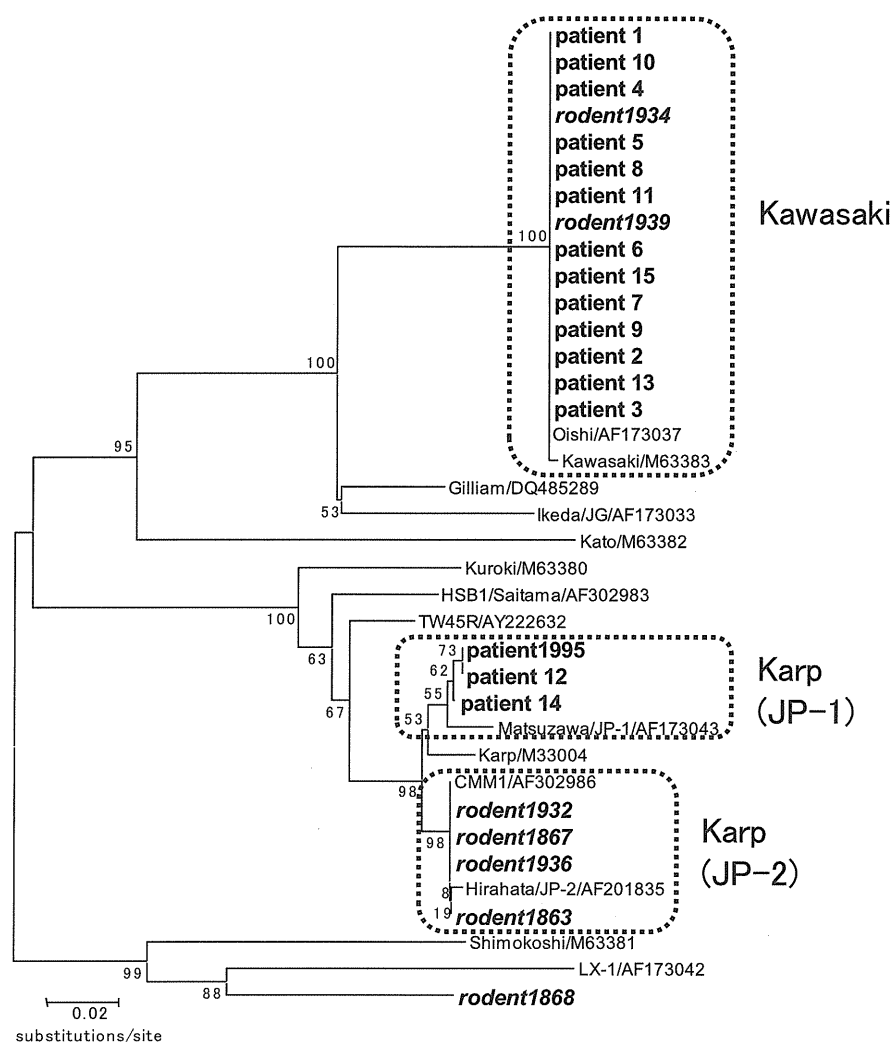 patient 1
patient 10
patient 4
rodent1934
patient 5
patient 8
patient 11
rodent1939
Kawasaki
100
patient 6
patient 15
patient 7
patient 9
patient 2
100
patient 13
patient 3
Oishi/AF173037
95
Kawasaki/M63383
Gilliam/DQ485289
53
Ikeda/JG/AF173033
Kato/M63382
Kuroki/M63380
HSB1/Saitama/AF302983
100
TW45R/AY222632
73
patient1995
63
62
patient 12
Karp
55
patient 14
(JP-1)
67
53
Matsuzawa/JP-1/AF173043
Karp/M33004
CMM1/AF302986
98
rodent1932
Karp
98
rodent1867
rodent1936
(JP-2)
8
Hirahata/JP-2/AF201835
19
rodent1863
Shimokoshi/M63381
99
LX-1/AF173042
88
rodent1868
0.02
substitutions/site